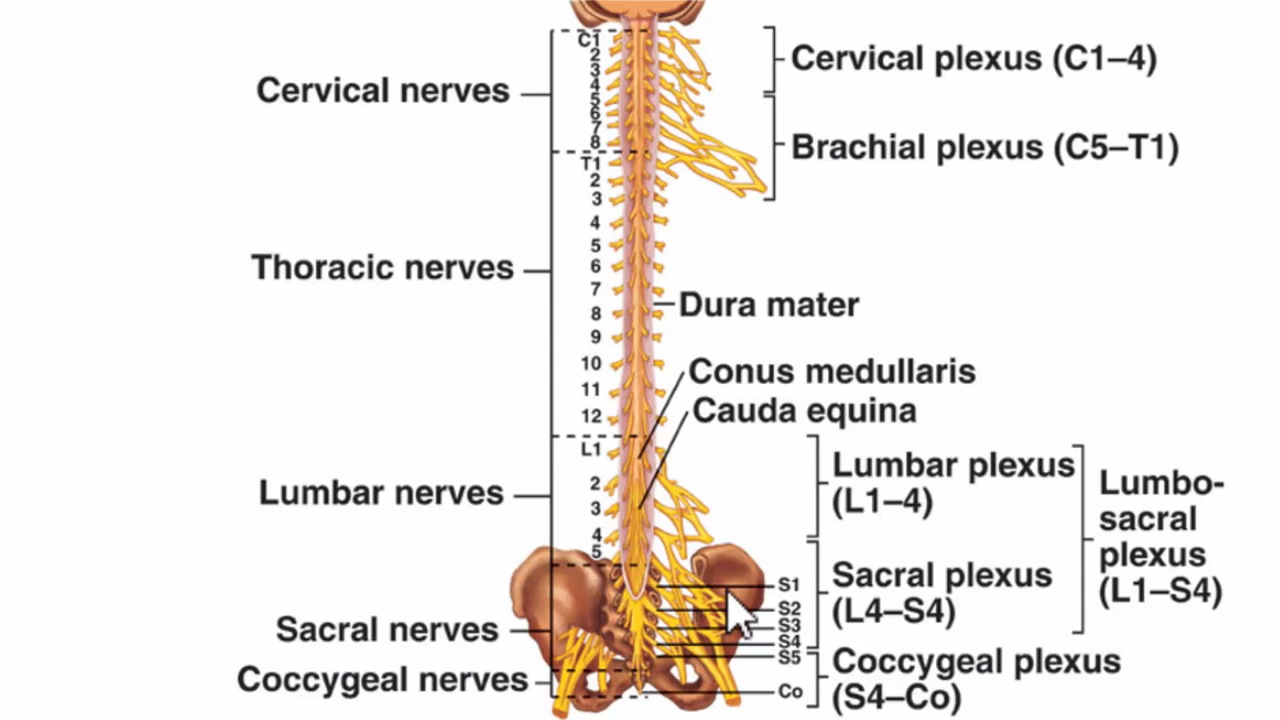 Cervical nerves
C1
2
3
4
5
6
7
8
Cervical plexus (C1–4)
Brachial plexus (C5–T1)
Thoracic nerves
T1
2
3
4
5
6
7
8
9
10
11
12
Dura mater
Conus medullaris
Cauda equina
Lumbar nerves
L1
2
3
4
5
Lumbar plexus
(L1–4)
Sacral plexus
(L4–S4)
Lumbo-
sacral
plexus
(L1–S4)
Sacral nerves
S1
S2
S3
S4
S5
Coccygeal nerves
Co
Coccygeal plexus
(S4–Co)